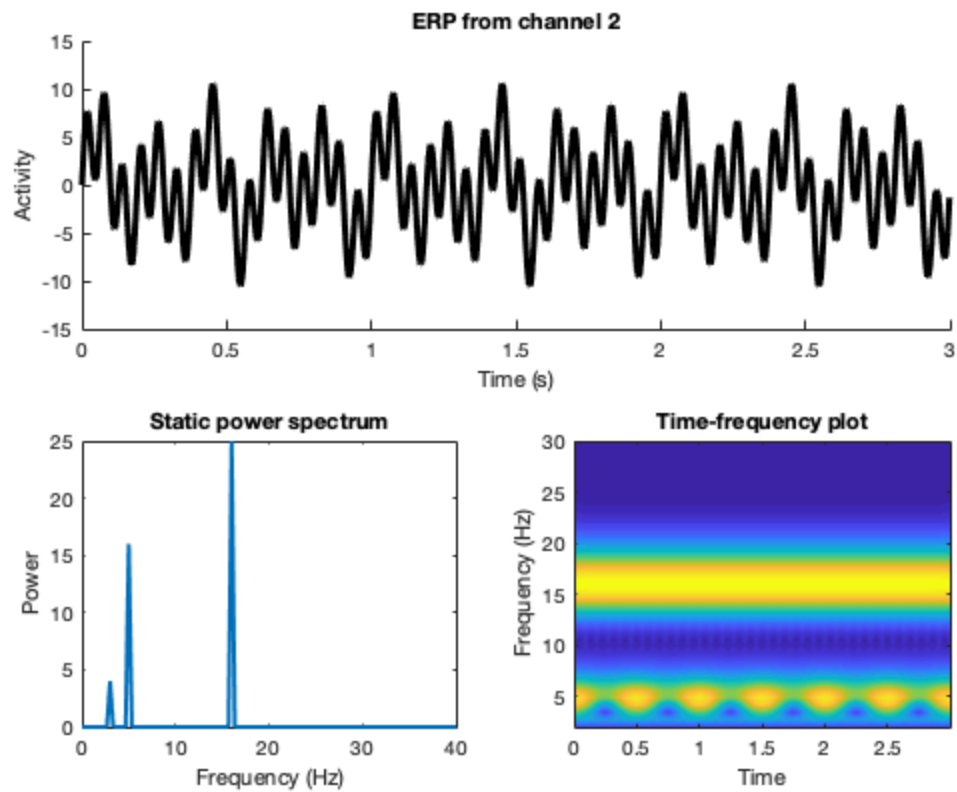 ERP from channel 2
15
10
5
0
-5
-10
-15
Activity
0 0.5 1 1.5 2 2.5 3
Time (s)
Static power spectrum
25
20
15
10
5
0
Power
0 10 20 30 40
Frequency (Hz)
Time-frequency plot
30
25
20
15
10
5
Frequency (Hz)
0 0.5 1 1.5 2 2.5
Time